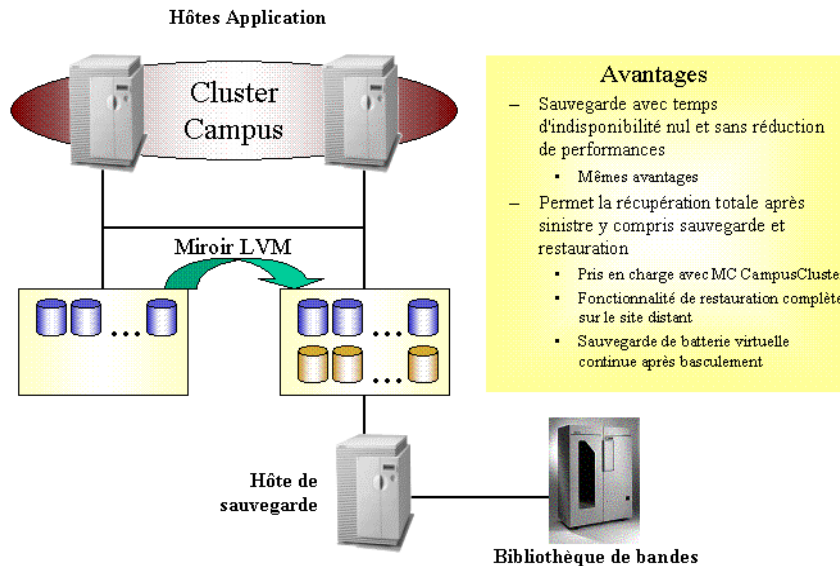 Hôtes Application
Cluster
Campus
Miroir LVM
Hôte de
sauvegarde
Bibliothèque de bandes
Avantages
– Sauvegarde avec temps
d'indisponibilité nul et sans réduction
de performances
▪ Mêmes avantages
– Permet la récupération totale après
sinistre y compris sauvegarde et
restauration
▪ Pris en charge avec MC CampusCluster
▪ Fonctionnalité de restauration complète
sur le site distant
▪ Sauvegarde de batterie virtuelle
continue après basculement